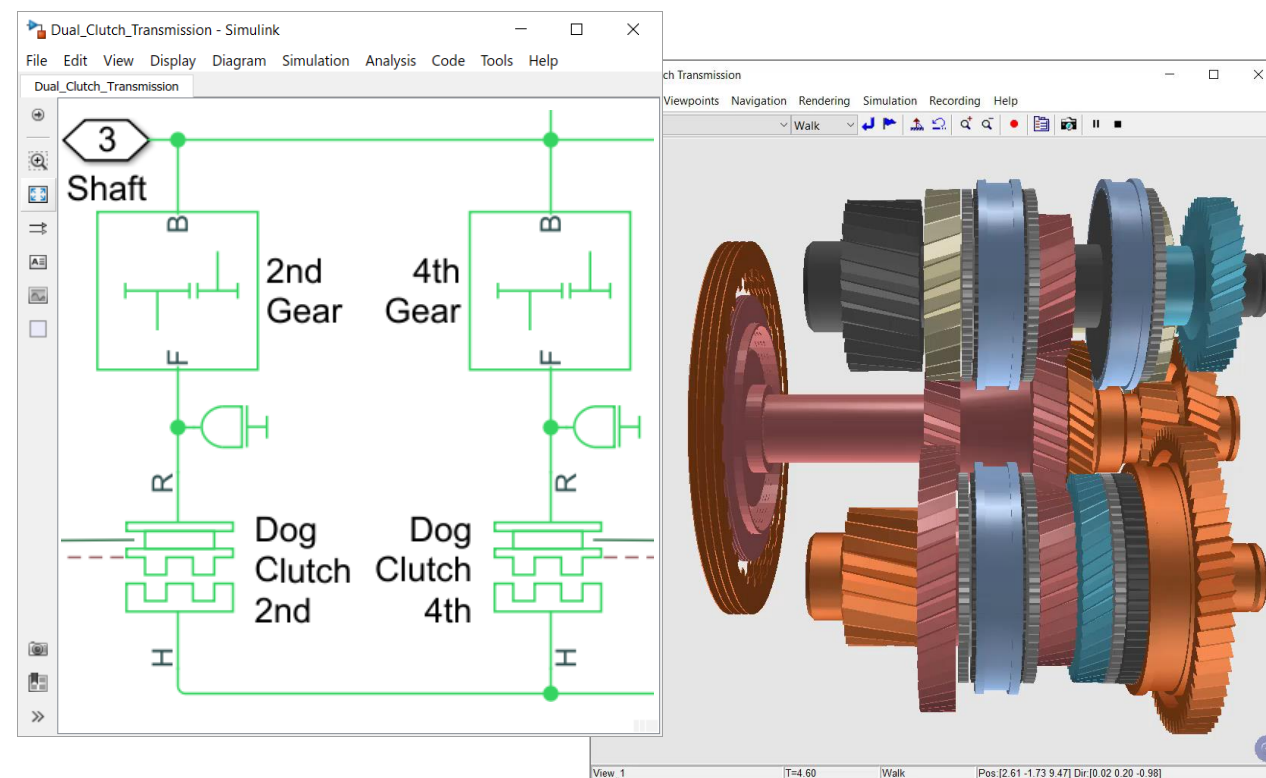 Dual_Clutch_Transmission - Simulink
File Edit View Display Diagram Simulation Analysis Code Tools Help
Dual_Clutch_Transmission
3
Shaft
B
2nd
Gear
F
R
Dog
Clutch
2nd
H
B
4th
Gear
F
R
Dog
Clutch
4th
H
ch Transmission
Viewpoints Navigation Rendering Simulation Recording Help
Walk
View 1
T=4.60
Walk
Pos:[2.61 -1.73 9.47] Dir:[0.02 0.20 -0.98]